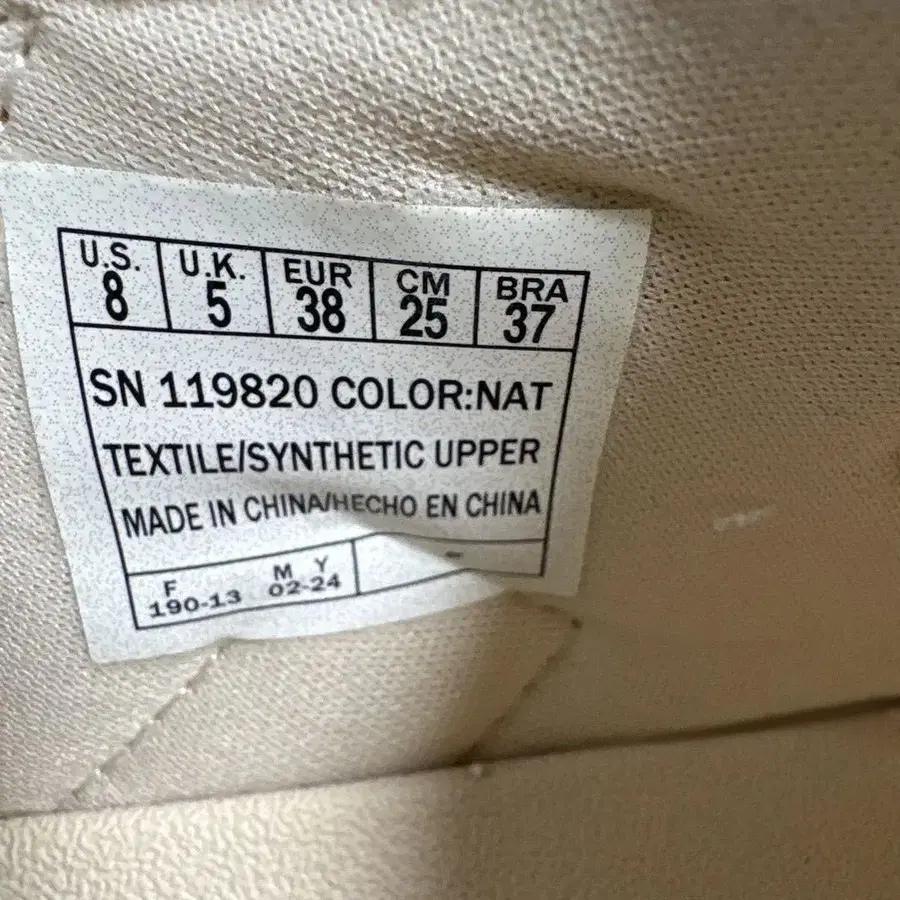 U.S. U.K. EUR CM BRA
8 5 38 25 37
SN 119820 COLOR:NAT
TEXTILE/SYNTHETIC UPPER
MADE IN CHINA/HECHO EN CHINA
F M Y
190-13 02-24